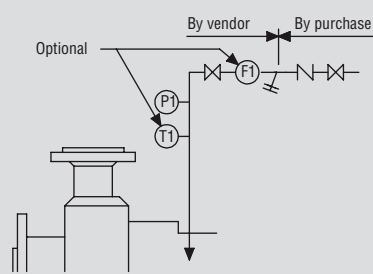 By vendor
By purchase
Optional
F1
P1
T1